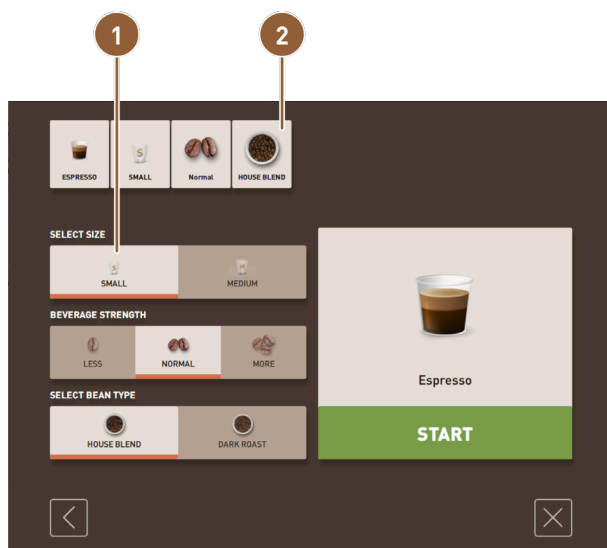 1 2
S
ESPRESSO SMALL Normal HOUSE BLEND
SELECT SIZE
S M
SMALL MEDIUM
BEVERAGE STRENGTH
LESS NORMAL MORE
SELECT BEAN TYPE
HOUSE BLEND DARK ROAST
Espresso
START